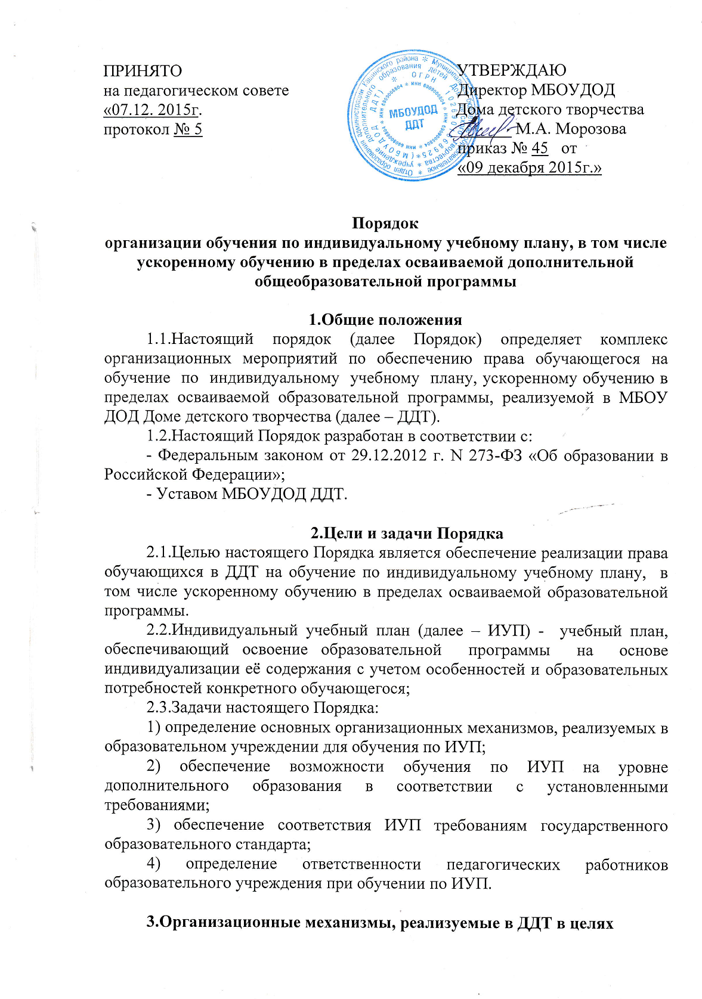 ПРИНЯТО
на педагогическом совете
«07.12. 2015г.
протокол № 5
УТВЕРЖДАЮ
Директор МБОУДОД
Дома детского творчества
М.А. Морозова
приказ № 45 от
«09 декабря 2015г.»
МБОУДОД
ДДТ
Порядок
организации обучения по индивидуальному учебному плану, в том числе
ускоренному обучению в пределах осваиваемой дополнительной
общеобразовательной программы
1.Общие положения
1.1.Настоящий порядок (далее Порядок) определяет комплекс
организационных мероприятий по обеспечению права обучающегося на
обучение по индивидуальному учебному плану, ускоренному обучению в
пределах осваиваемой образовательной программы, реализуемой в МБОУ
ДОД Доме детского творчества (далее – ДДТ).
1.2.Настоящий Порядок разработан в соответствии с:
- Федеральным законом от 29.12.2012 г. N 273-ФЗ «Об образовании в
Российской Федерации»;
- Уставом МБОУДОД ДДТ.
2.Цели и задачи Порядка
2.1.Целью настоящего Порядка является обеспечение реализации права
обучающихся в ДДТ на обучение по индивидуальному учебному плану, в
том числе ускоренному обучению в пределах осваиваемой образовательной
программы.
2.2.Индивидуальный учебный план (далее – ИУП) - учебный план,
обеспечивающий освоение образовательной программы на основе
индивидуализации её содержания с учетом особенностей и образовательных
потребностей конкретного обучающегося;
2.3.Задачи настоящего Порядка:
1) определение основных организационных механизмов, реализуемых в
образовательном учреждении для обучения по ИУП;
2) обеспечение возможности обучения по ИУП на уровне
дополнительного образования в соответствии с установленными
требованиями;
3) обеспечение соответствия ИУП требованиям государственного
образовательного стандарта;
4) определение ответственности педагогических работников
образовательного учреждения при обучении по ИУП.
3.Организационные механизмы, реализуемые в ДДТ в целях